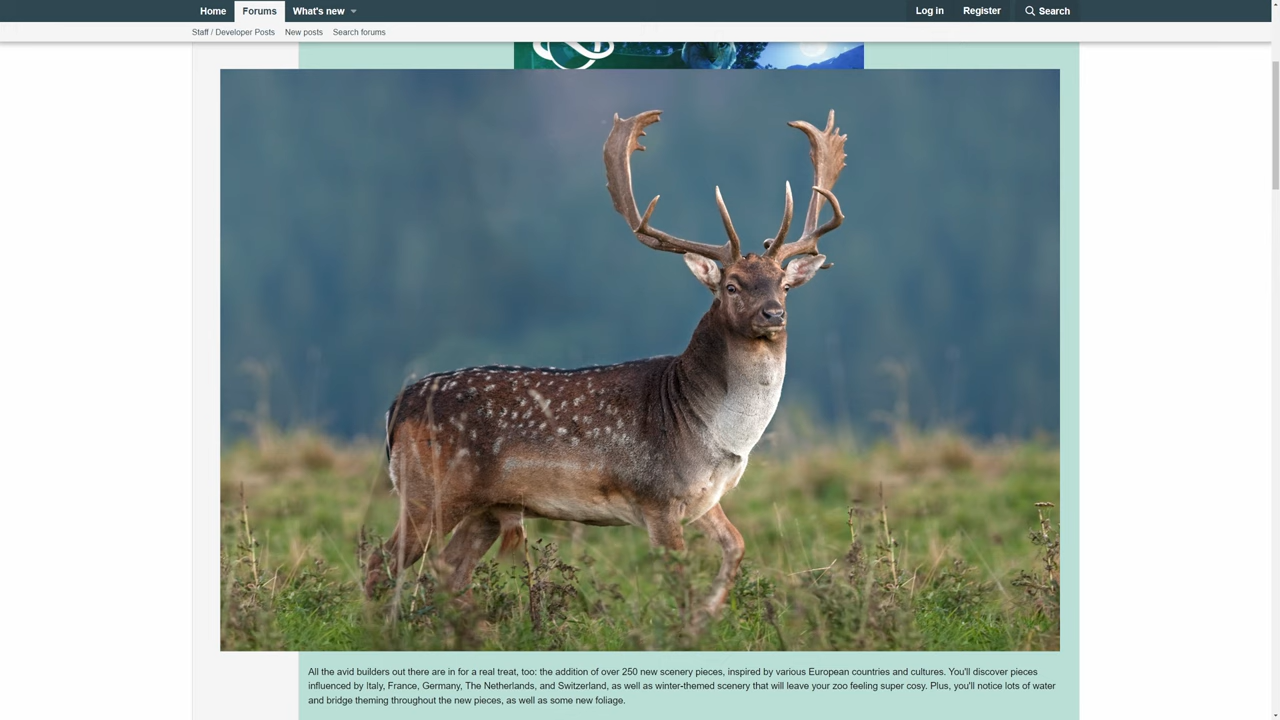 Home Forums What's new Log in Register Search
Staff / Developer Posts New posts Search forums
All the avid builders out there are in for a real treat, too: the addition of over 250 new scenery pieces, inspired by various European countries and cultures. You'll discover pieces
influenced by Italy, France, Germany, The Netherlands, and Switzerland, as well as winter-themed scenery that will leave your zoo feeling super cosy. Plus, you'll notice lots of water
and bridge theming throughout the new pieces, as well as some new foliage.